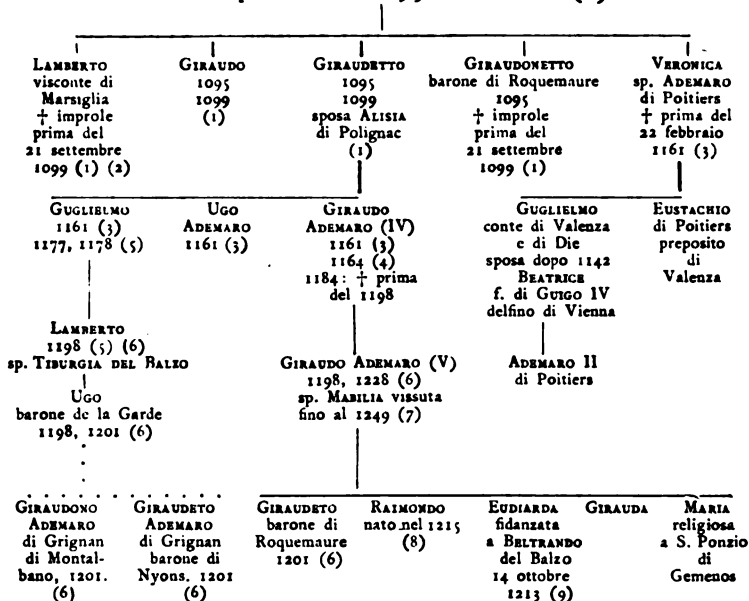 LAMBERTO
visconte di
Marsiglia
† improle
prima del
21 settembre
1099 (1) (2)
GIRAUDO
1095
1099
(1)
GIRAUDETTO
1095
1099
sposa ALISIA
di Polignac
(1)
GIRAUDONETTO
barone di Roquemaure
1095
† improle
prima del
21 settembre
1099 (1)
VERONICA
sp. ADEMARO
di Poitiers
† prima del
22 febbraio
1161 (3)
GUGLIELMO
1161 (3)
1177, 1178 (5)
UGO
ADEMARO
1161 (3)
GIRAUDO
ADEMARO (IV)
1161 (3)
1164 (4)
1184: † prima
del 1198
GUGLIELMO
conte di Valenza
e di Die
sposa dopo 1142
BEATRICE
f. di GUIGO IV
delfino di Vienna
EUSTACHIO
di Poitiers
preposito
di
Valenza
LAMBERTO
1198 (5) (6)
sp. TIBURGIA DEL BALZO
GIRAUDO ADEMARO (V)
1198, 1228 (6)
sp. MABILIA vissuta
fino al 1249 (7)
ADEMARO II
di Poitiers
UGO
barone de la Garde
1198, 1201 (6)
GIRAUDONO
ADEMARO
di Grignan
di Montal-
bano, 1201.
(6)
GIRAUDETO
ADEMARO
di Grignan
barone di
Nyons. 1201
(6)
GIRAUDETO
barone di
Roquemaure
1201 (6)
RAIMONDO
nato nel 1215
(8)
EUDIARDA
fidanzata
a BELTRANDO
del Balzo
14 ottobre
1213 (9)
GIRAUDA
MARIA
religiosa
a S. Ponzio
di
Gemenos